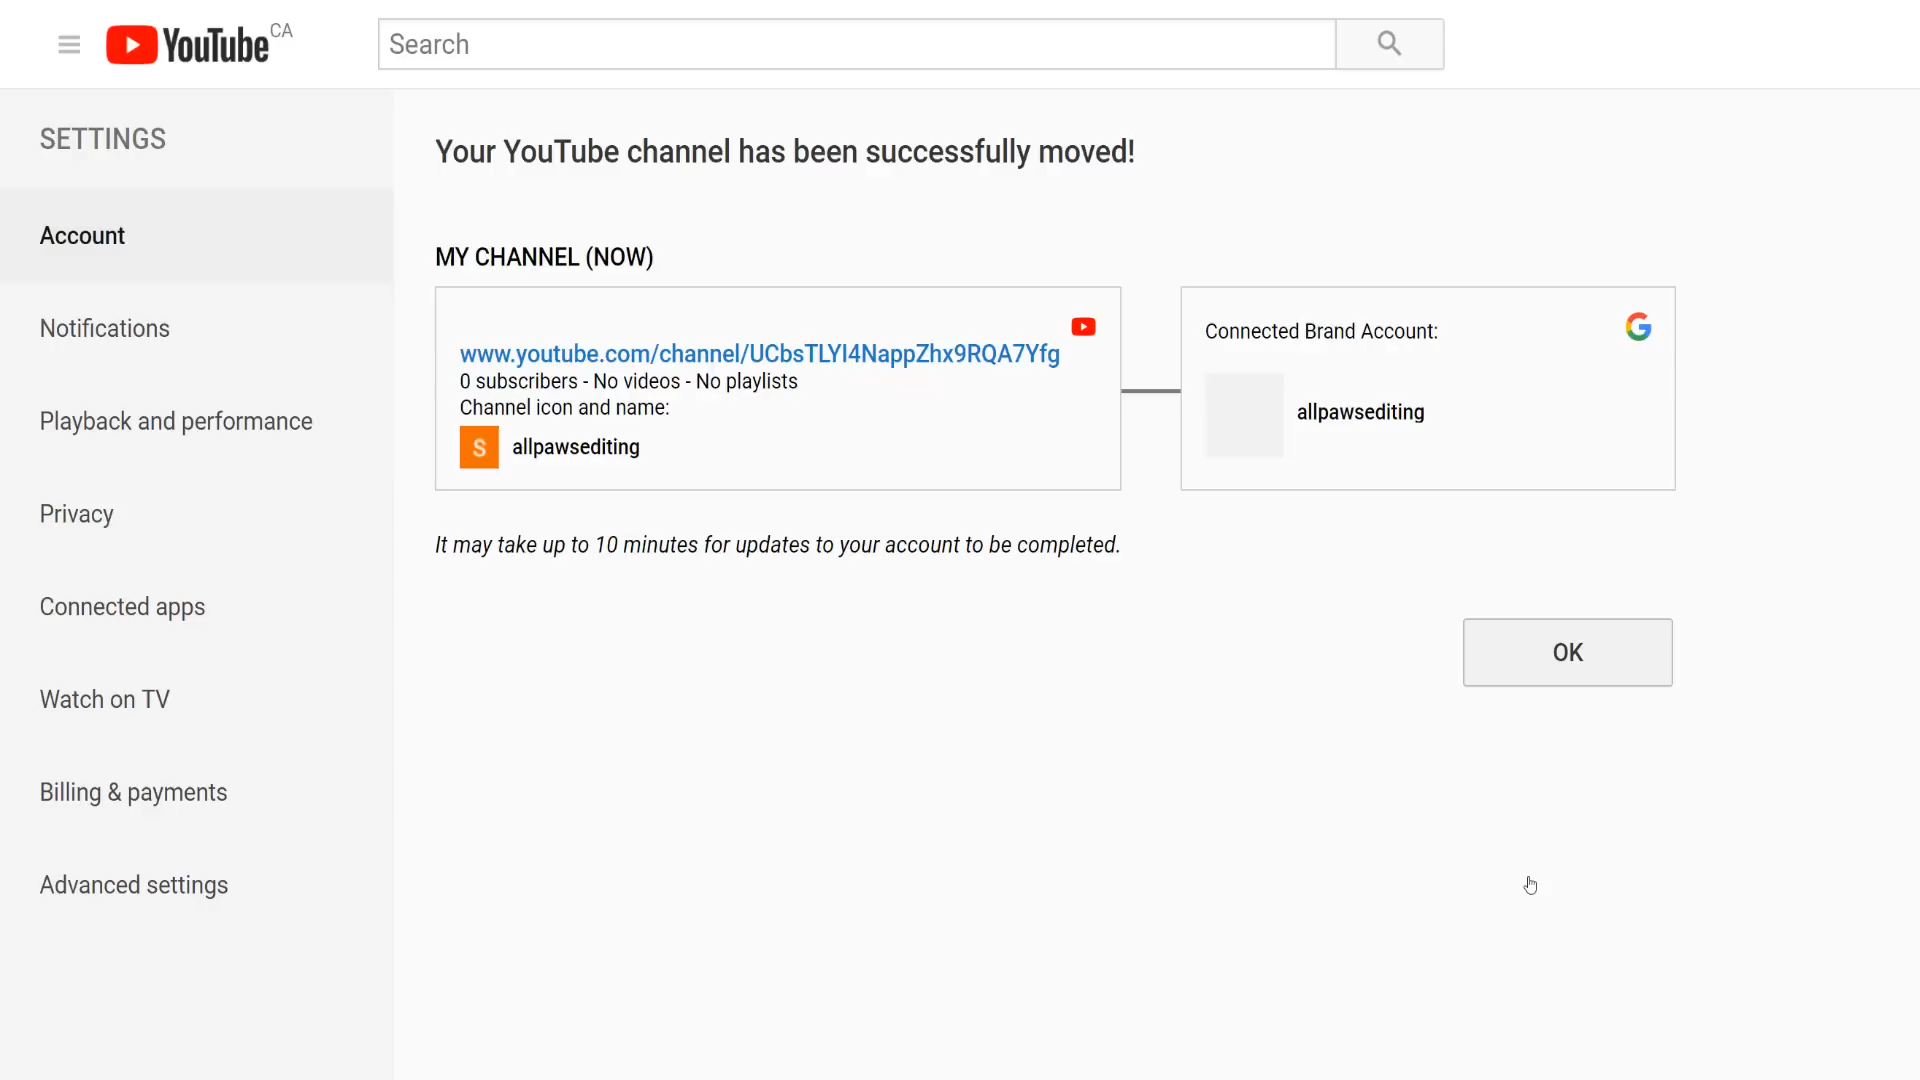 YouTube CA
Search
SETTINGS
Account
Notifications
Playback and performance
Privacy
Connected apps
Watch on TV
Billing & payments
Advanced settings
Your YouTube channel has been successfully moved!
MY CHANNEL (NOW)
www.youtube.com/channel/UCbsTLYI4NappZhx9RQA7Yfg
0 subscribers - No videos - No playlists
Channel icon and name:
S allpawsediting
Connected Brand Account:
G
allpawsediting
It may take up to 10 minutes for updates to your account to be completed.
OK